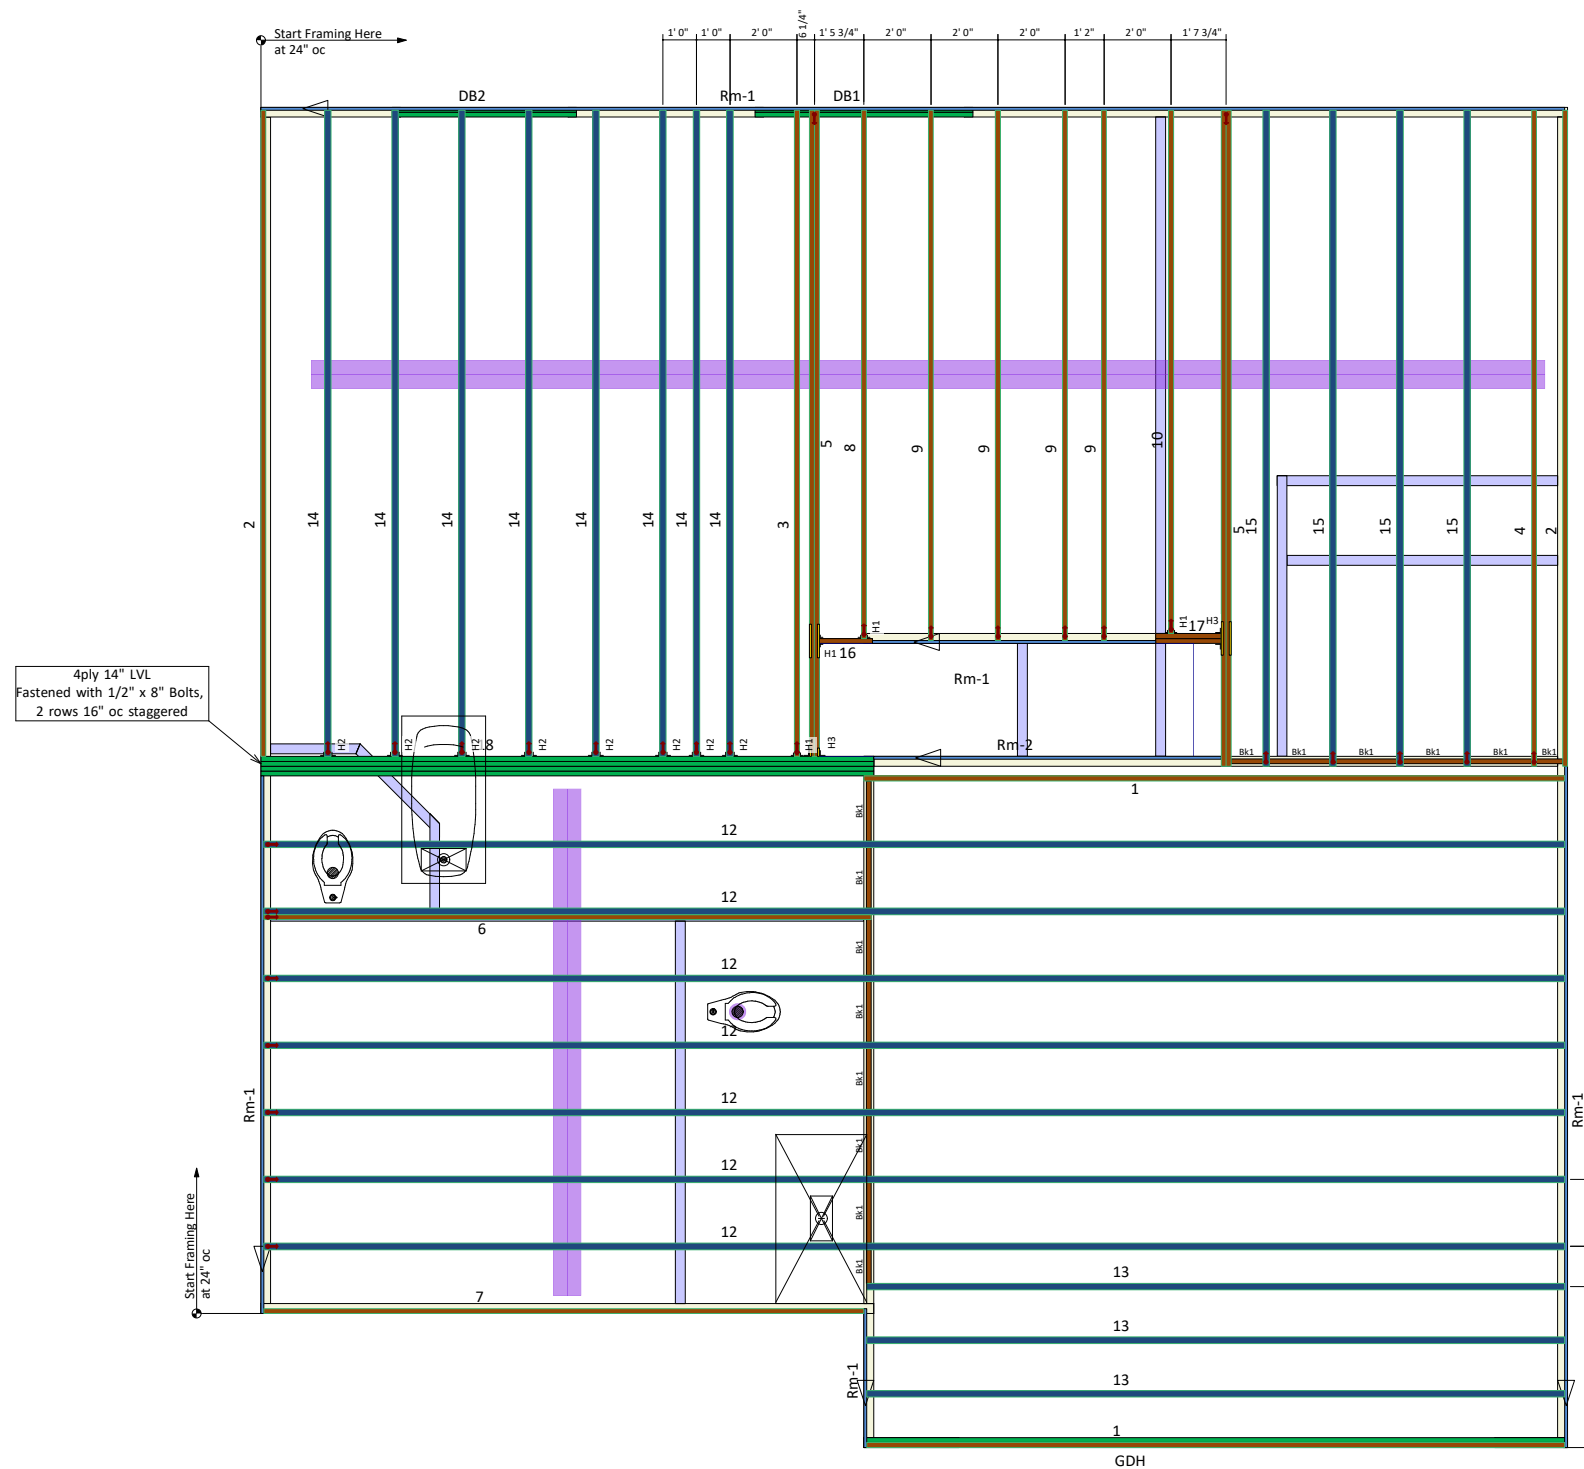 Start Framing Here
at 24" oc
1' 0" 1' 0" 2' 0" 6 1/4" 1' 5 3/4" 2' 0" 2' 0" 2' 0" 1' 2" 2' 0" 1' 7 3/4"
DB2 Rm-1 DB1
2 14 14 14 14 14 14 14 14 3 5 8 9 9 9 9 10 5 15 15 15 15 4 2
H1 H1 17 H3
H1 16
Rm-1
4ply 14" LVL
Fastened with 1/2" x 8" Bolts,
2 rows 16" oc staggered
H2 H2 H2 H2 H2 H2 H2 H2 H1 H3
Rm-2
Bk1 Bk1 Bk1 Bk1 Bk1 Bk1
1
Bk1
12
Bk1
12
6
Bk1
12
Bk1
12
Bk1
12
Rm-1
Rm-1
Bk1
12
Bk1
12
Bk1
Start Framing Here
at 24" oc
13
7
13
Rm-1
13
1
GDH